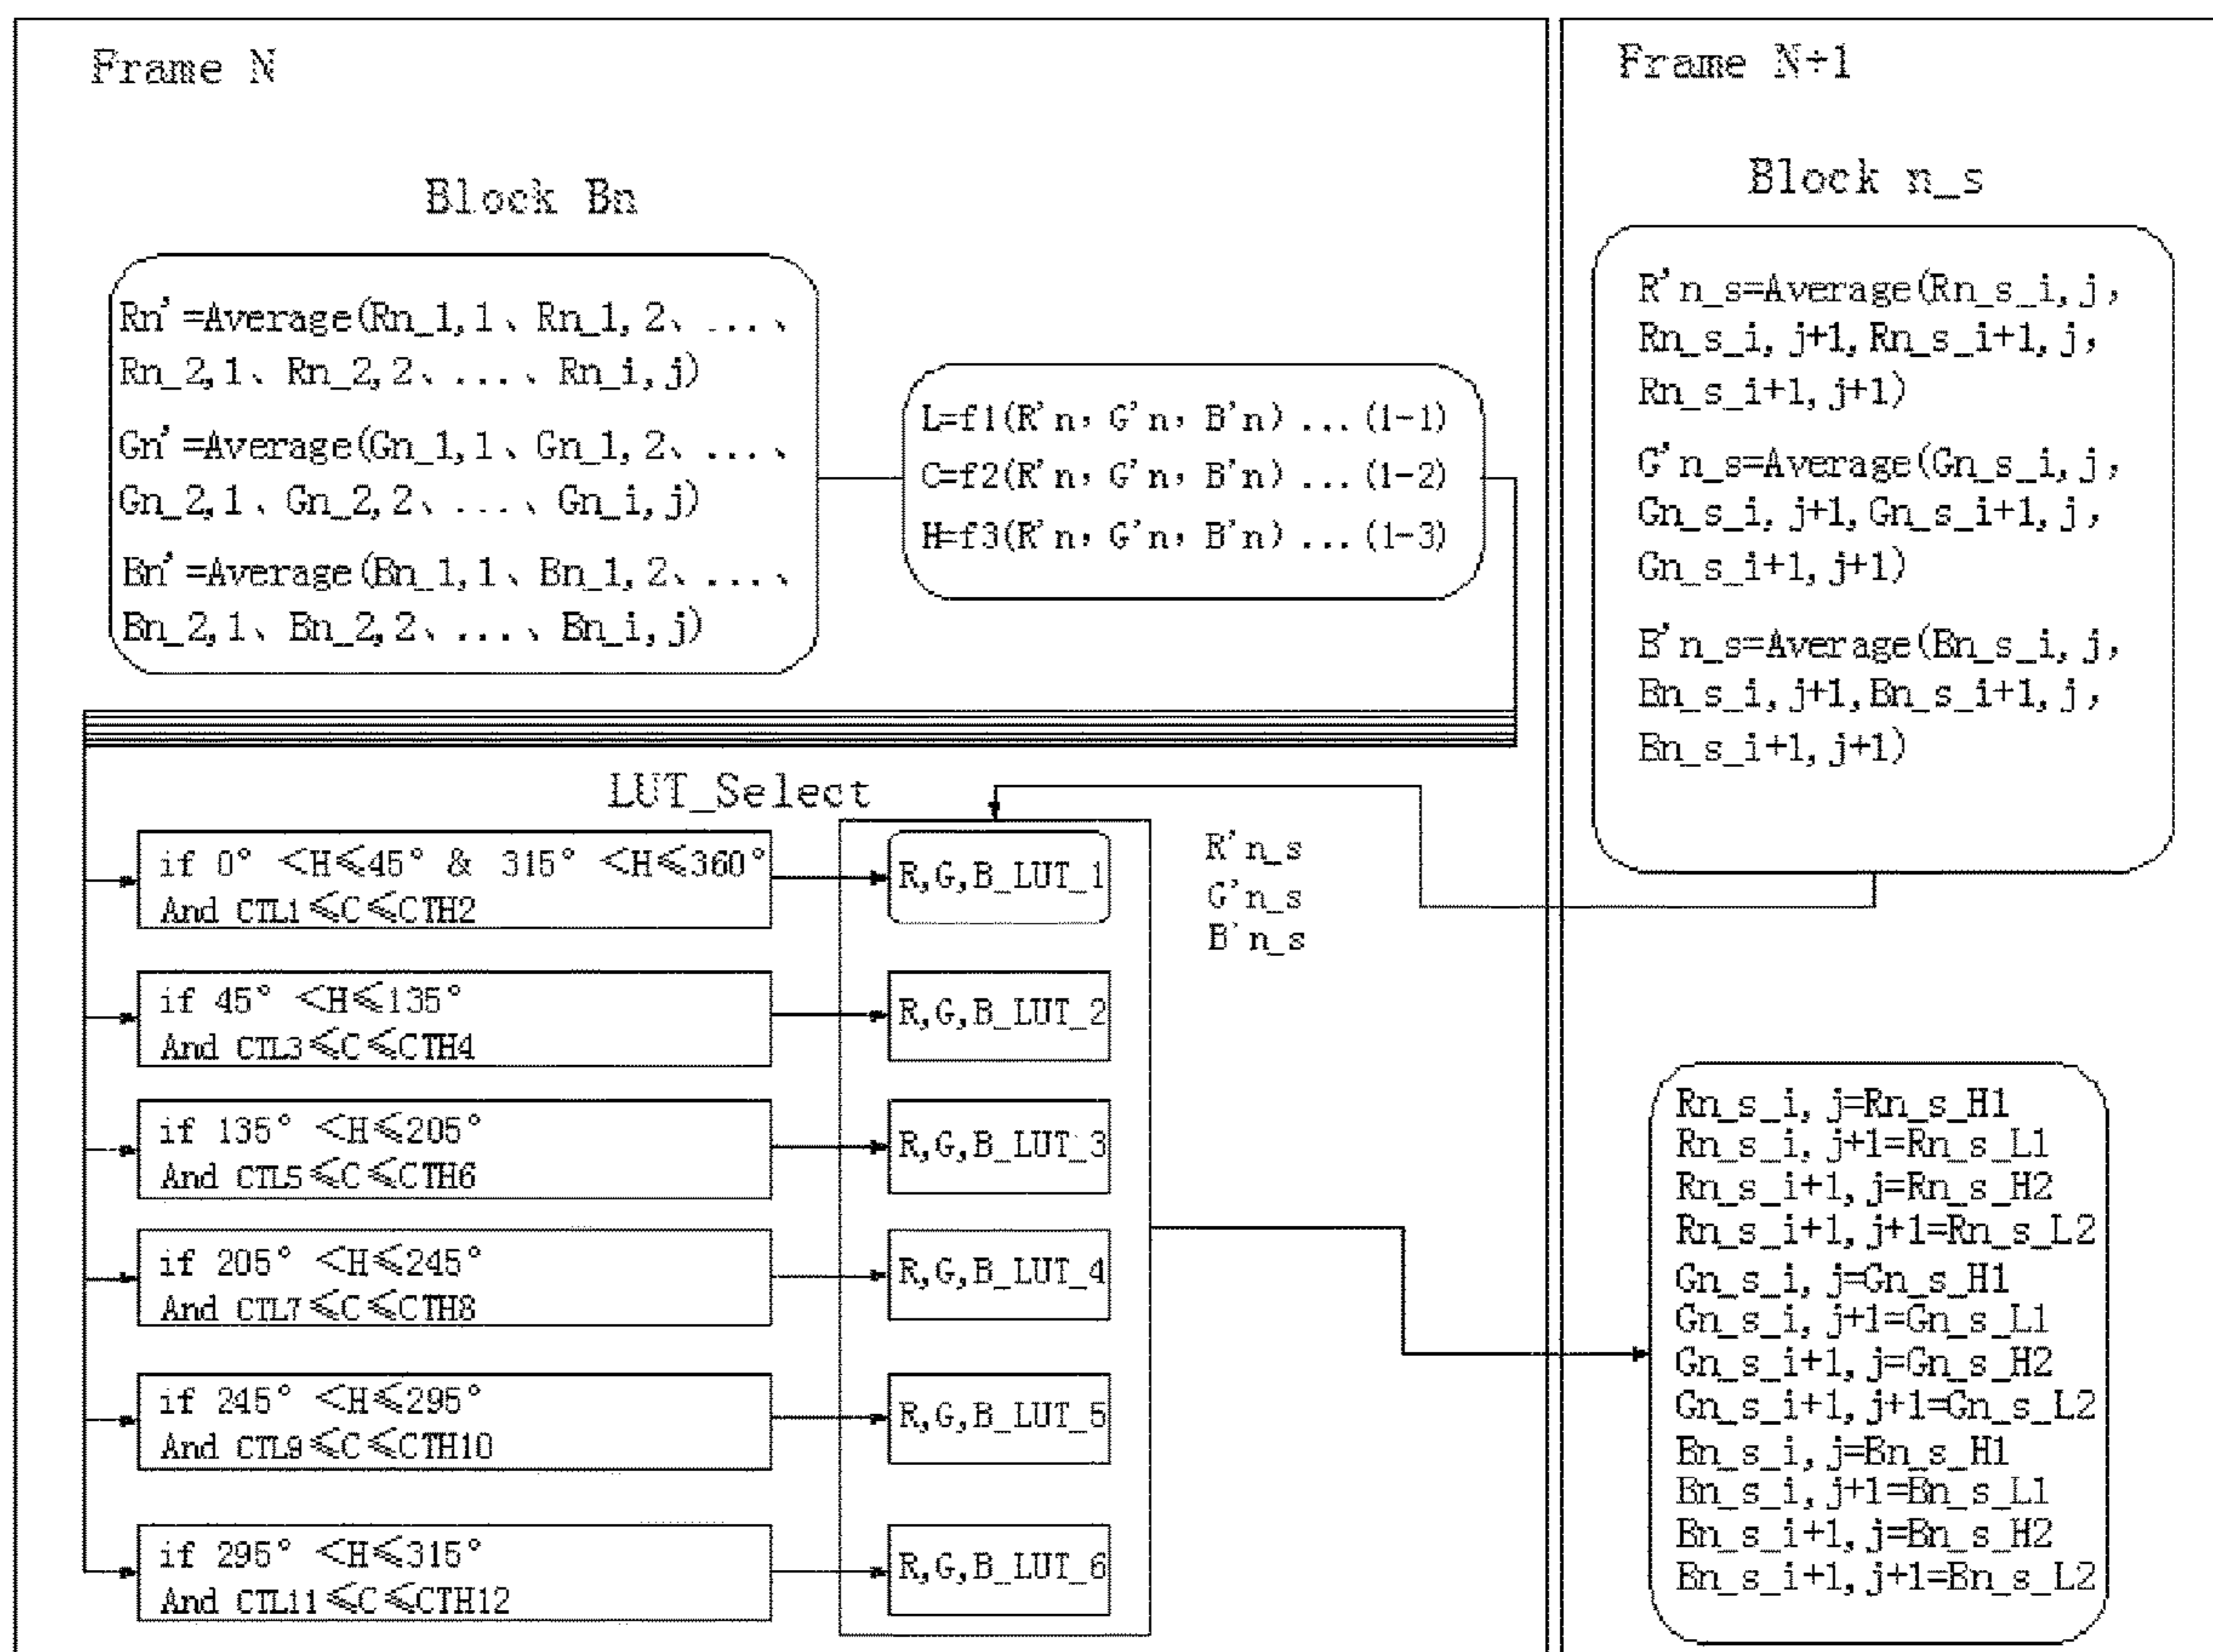 Frame N
Block Bn
Rn'=Average(Rn_1,1、Rn_1,2、...、
Rn_2,1、Rn_2,2、...、Rn_i,j)
Gn'=Average(Gn_1,1、Gn_1,2、...、
Gn_2,1、Gn_2,2、...、Gn_i,j)
Bn'=Average(Bn_1,1、Bn_1,2、...、
Bn_2,1、Bn_2,2、...、Bn_i,j)
L=f1(R'n, G'n, B'n)...(1-1)
C=f2(R'n, G'n, B'n)...(1-2)
H=f3(R'n, G'n, B'n)...(1-3)
LUT_Select
if 0° <H≤45° & 315° <H≤360°
And CTL1≤C≤CTH2
R,G,B_LUT_1
if 45° <H≤135°
And CTL3≤C≤CTH4
R,G,B_LUT_2
if 135° <H≤205°
And CTL5≤C≤CTH6
R,G,B_LUT_3
if 205° <H≤245°
And CTL7≤C≤CTH8
R,G,B_LUT_4
if 245° <H≤295°
And CTL9≤C≤CTH10
R,G,B_LUT_5
if 295° <H≤315°
And CTL11≤C≤CTH12
R,G,B_LUT_6
R'n_s
G'n_s
B'n_s
Frame N+1
Block n_s
R'n_s=Average(Rn_s_i,j,
Rn_s_i,j+1,Rn_s_i+1,j,
Rn_s_i+1,j+1)
G'n_s=Average(Gn_s_i,j,
Gn_s_i,j+1,Gn_s_i+1,j,
Gn_s_i+1,j+1)
B'n_s=Average(Bn_s_i,j,
Bn_s_i,j+1,Bn_s_i+1,j,
Bn_s_i+1,j+1)
Rn_s_i, j=Rn_s_H1
Rn_s_i, j+1=Rn_s_L1
Rn_s_i+1, j=Rn_s_H2
Rn_s_i+1, j+1=Rn_s_L2
Gn_s_i, j=Gn_s_H1
Gn_s_i, j+1=Gn_s_L1
Gn_s_i+1, j=Gn_s_H2
Gn_s_i+1, j+1=Gn_s_L2
Bn_s_i, j=Bn_s_H1
Bn_s_i, j+1=Bn_s_L1
Bn_s_i+1, j=Bn_s_H2
Bn_s_i+1, j+1=Bn_s_L2